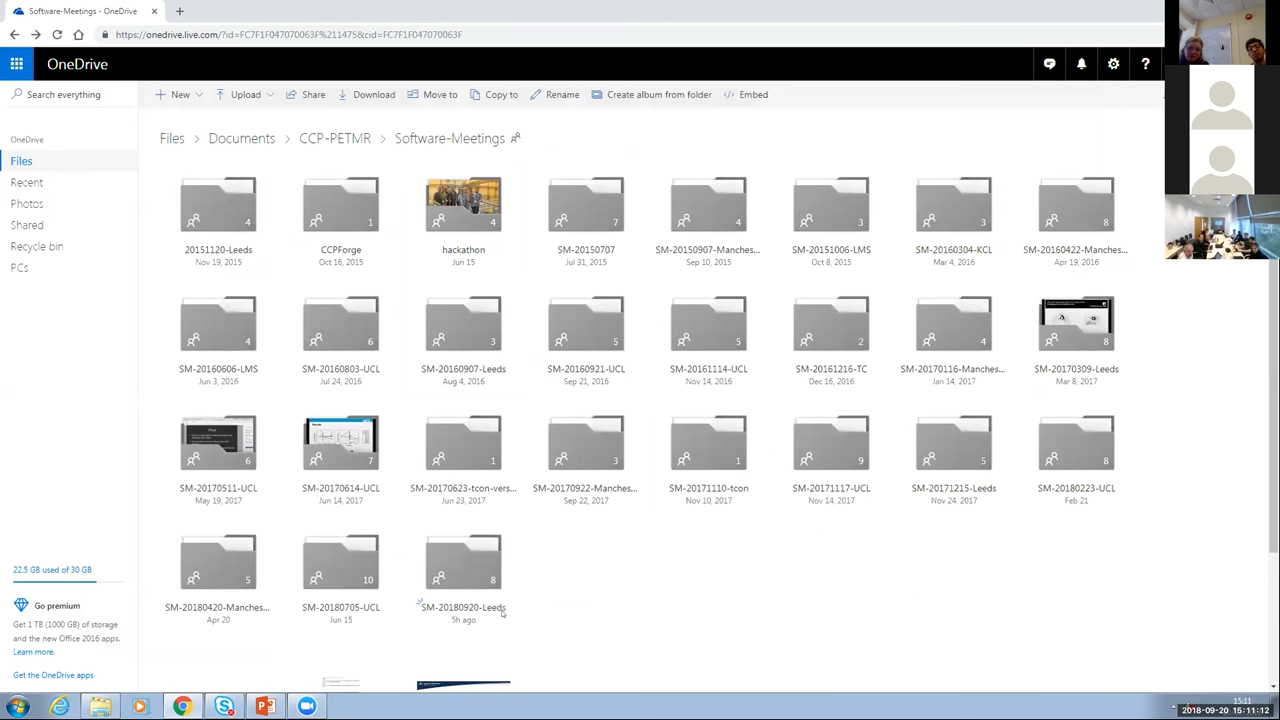 Software-Meetings - OneDrive
https://onedrive.live.com/?id=FC7F1F047070063F%211475&cid=FC7F1F047070063F
OneDrive
Search everything
New
Upload
Share
Download
Move to
Copy to
Rename
Create album from folder
</> Embed
OneDrive
Files
Recent
Photos
Shared
Recycle bin
PCs
Files > Documents > CCP-PETMR > Software-Meetings
4 1 4 7 4 3 3 8
20151120-Leeds CCPForge hackathon SM-20150707 SM-20150907-Manches... SM-20151006-LMS SM-20160304-KCL SM-20160422-Manches...
Nov 19, 2015 Oct 16, 2015 Jun 15 Jul 31, 2015 Sep 10, 2015 Oct 8, 2015 Mar 4, 2016 Apr 19, 2016
4 6 3 5 5 2 4 8
SM-20160606-LMS SM-20160803-UCL SM-20160907-Leeds SM-20160921-UCL SM-20161114-UCL SM-20161216-TC SM-20170116-Manches... SM-20170309-Leeds
Jun 3, 2016 Jul 24, 2016 Aug 4, 2016 Sep 21, 2016 Nov 14, 2016 Dec 16, 2016 Jan 14, 2017 Mar 8, 2017
6 7 1 3 1 9 5 8
SM-20170511-UCL SM-20170614-UCL SM-20170623-tcon-vers... SM-20170922-Manches... SM-20171110-tcon SM-20171117-UCL SM-20171215-Leeds SM-20180223-UCL
May 19, 2017 Jun 14, 2017 Jun 23, 2017 Sep 22, 2017 Nov 10, 2017 Nov 14, 2017 Nov 24, 2017 Feb 21
5 10 8
SM-20180420-Manches... SM-20180705-UCL SM-20180920-Leeds
Apr 20 Jun 15 5h ago
22.5 GB used of 30 GB
Go premium
Get 1 TB (1000 GB) of storage
and the new Office 2016 apps.
Learn more.
Get the OneDrive apps
15:11
2018-09-20 15:11:12